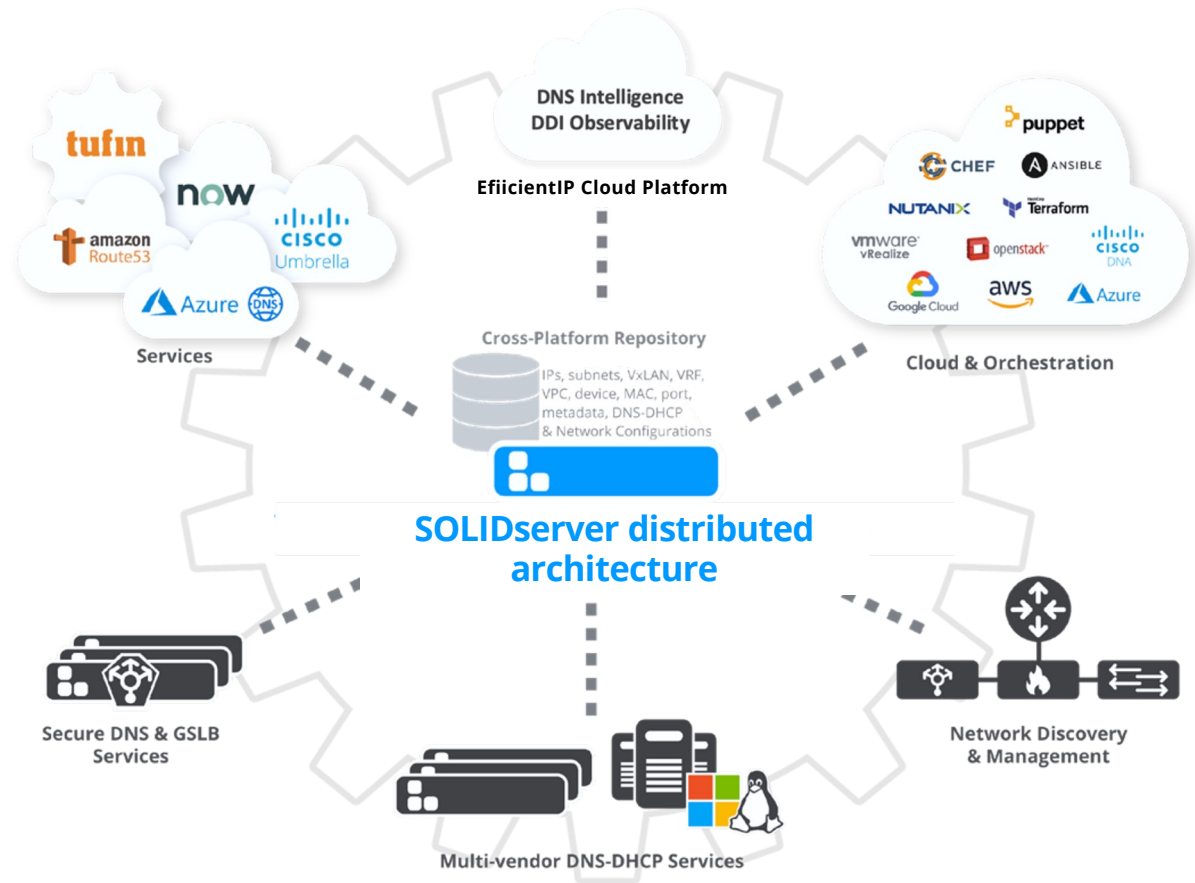 DNS Intelligence
DDI Observability
EfiicientIP Cloud Platform
tufin
now
amazon
Route53
CISCO
Umbrella
Azure DNS
Services
puppet
CHEF
ANSIBLE
NUTANIX
Terraform
vmware
vRealize
openstack
CISCO
DNA
Google Cloud
aws
Azure
Cloud & Orchestration
Cross-Platform Repository
IPs, subnets, VxLAN, VRF,
VPC, device, MAC, port,
metadata, DNS-DHCP
& Network Configurations
SOLIDserver distributed
architecture
Secure DNS & GSLB
Services
Multi-vendor DNS-DHCP Services
Network Discovery
& Management